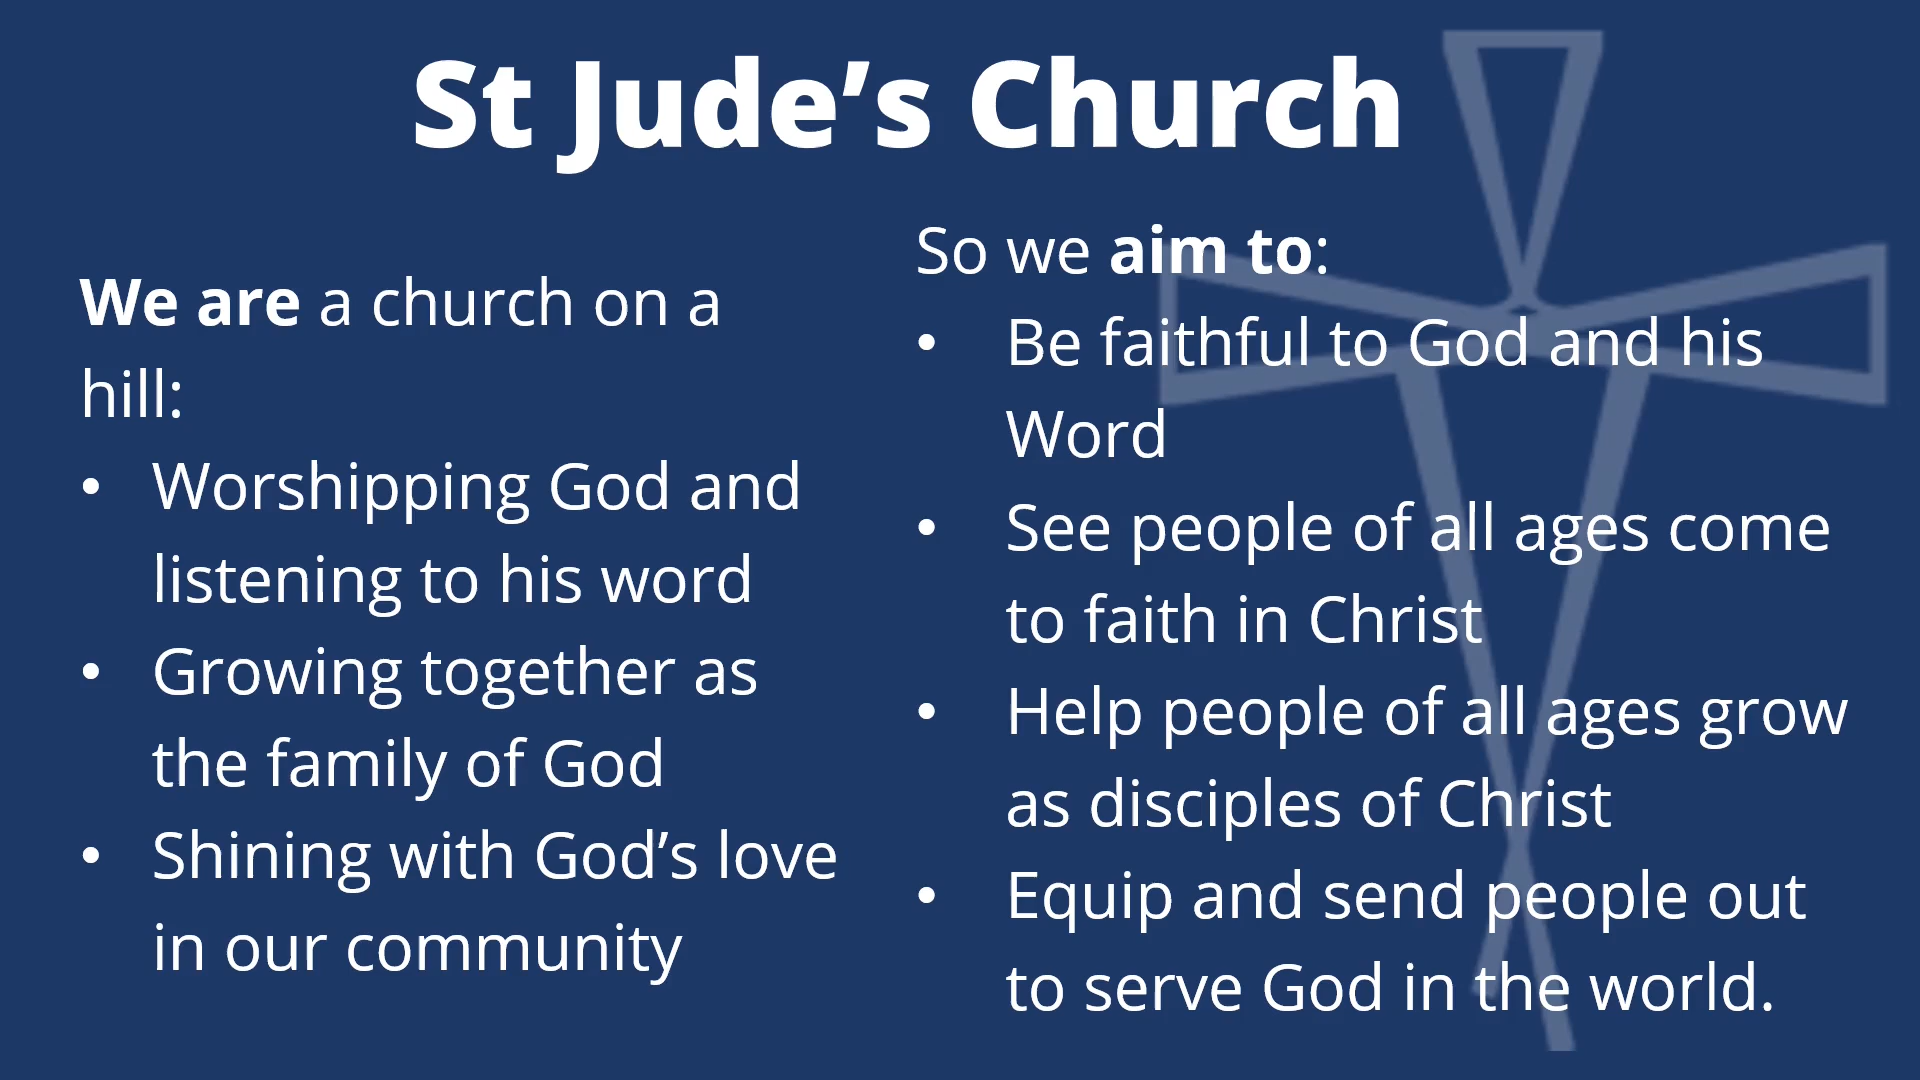 St Jude’s Church
We are a church on a
hill:
• Worshipping God and
listening to his word
• Growing together as
the family of God
• Shining with God’s love
in our community
So we aim to:
• Be faithful to God and his
Word
• See people of all ages come
to faith in Christ
• Help people of all ages grow
as disciples of Christ
• Equip and send people out
to serve God in the world.